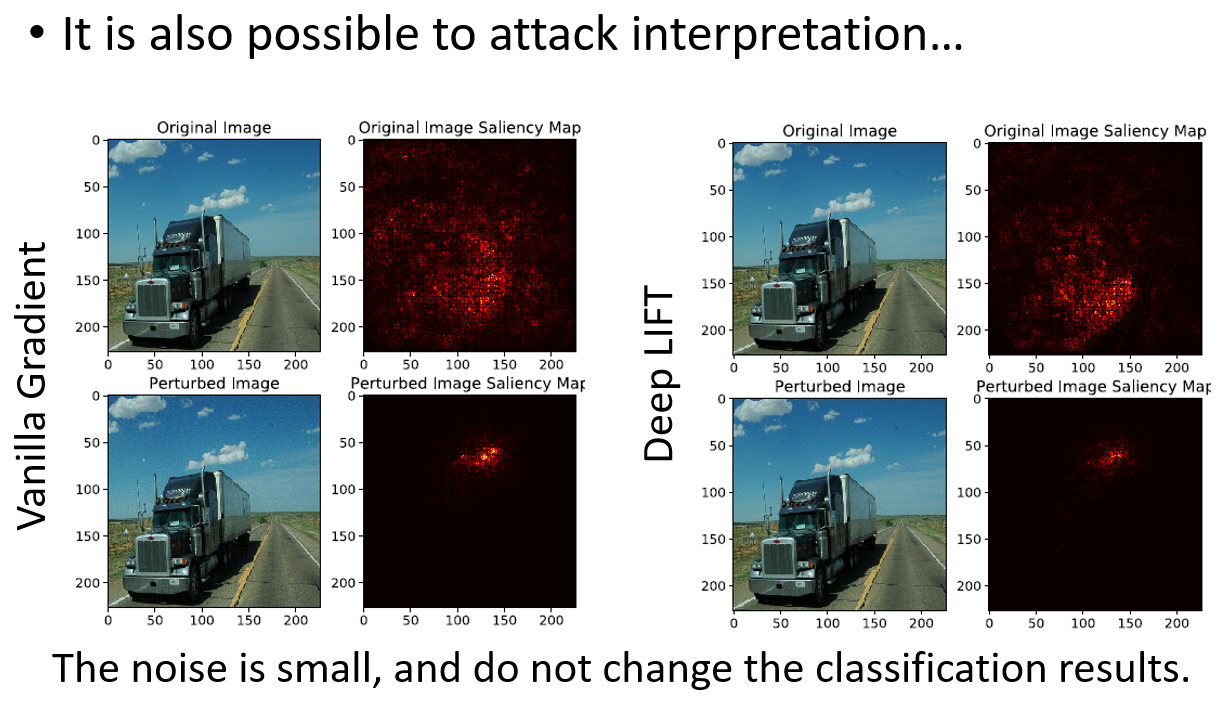 • It is also possible to attack interpretation…
Vanilla Gradient
Original Image
0
50
100
150
200
0 50 100 150 200
Original Image Saliency Map
0
50
100
150
200
0 50 100 150 200
Perturbed Image
0
50
100
150
200
0 50 100 150 200
Perturbed Image Saliency Map
0
50
100
150
200
0 50 100 150 200
Deep LIFT
Original Image
0
50
100
150
200
0 50 100 150 200
Original Image Saliency Map
0
50
100
150
200
0 50 100 150 200
Perturbed Image
0
50
100
150
200
0 50 100 150 200
Perturbed Image Saliency Map
0
50
100
150
200
0 50 100 150 200
The noise is small, and do not change the classification results.